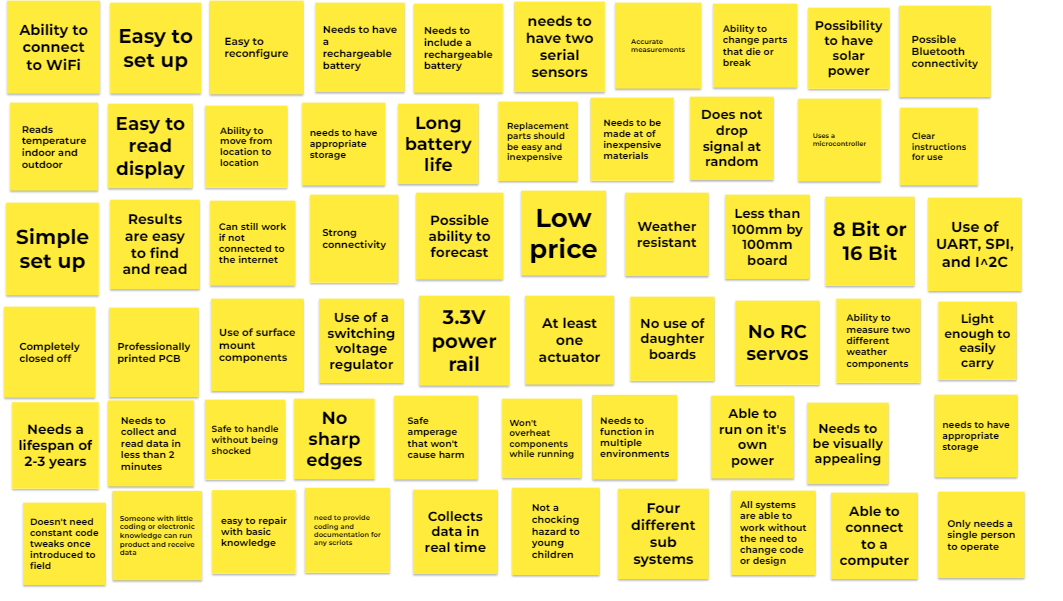 Ability to
connect
to WiFi
Easy to
set up
Easy to
reconfigure
Needs to have
a
rechargeable
battery
Needs to
include a
rechargeable
battery
needs to
have two
serial
sensors
Accurate
measurements
Ability to
change parts
that die or
break
Possibility
to have
solar
power
Possible
Bluetooth
connectivity
Reads
temperature
indoor and
outdoor
Easy to
read
display
Ability to
move from
location to
location
needs to have
appropriate
storage
Long
battery
life
Replacement
parts should
be easy and
inexpensive
Needs to be
made at of
inexpensive
materials
Does not
drop
signal at
random
Uses a
microcontroller
Clear
instructions
for use
Simple
set up
Results
are easy
to find
and read
Can still work
if not
connected to
the internet
Strong
connectivity
Possible
ability to
forecast
Low
price
Weather
resistant
Less than
100mm by
100mm
board
8 Bit or
16 Bit
Use of
UART, SPI,
and I^2C
Completely
closed off
Professionally
printed PCB
Use of surface
mount
components
Use of a
switching
voltage
regulator
3.3V
power
rail
At least
one
actuator
No use of
daughter
boards
No RC
servos
Ability to
measure two
different
weather
components
Light
enough to
easily
carry
Needs a
lifespan of
2-3 years
Needs to
collect and
read data in
less than 2
minutes
Safe to handle
without being
shocked
No
sharp
edges
Safe
amperage
that won't
cause harm
Won't
overheat
components
while running
Needs to
function in
multiple
environments
Able to
run on it's
own
power
Needs to
be visually
appealing
needs to have
appropriate
storage
Doesn't need
constant code
tweaks once
introduced to
field
Someone with little
coding or electronic
knowledge can run
product and receive
data
easy to repair
with basic
knowledge
need to provide
coding and
documentation for
any scripts
Collects
data in
real time
Not a
chocking
hazard to
young
children
Four
different
sub
systems
All systems
are able to
work without
the need to
change code
or design
Able to
connect
to a
computer
Only needs a
single person
to operate